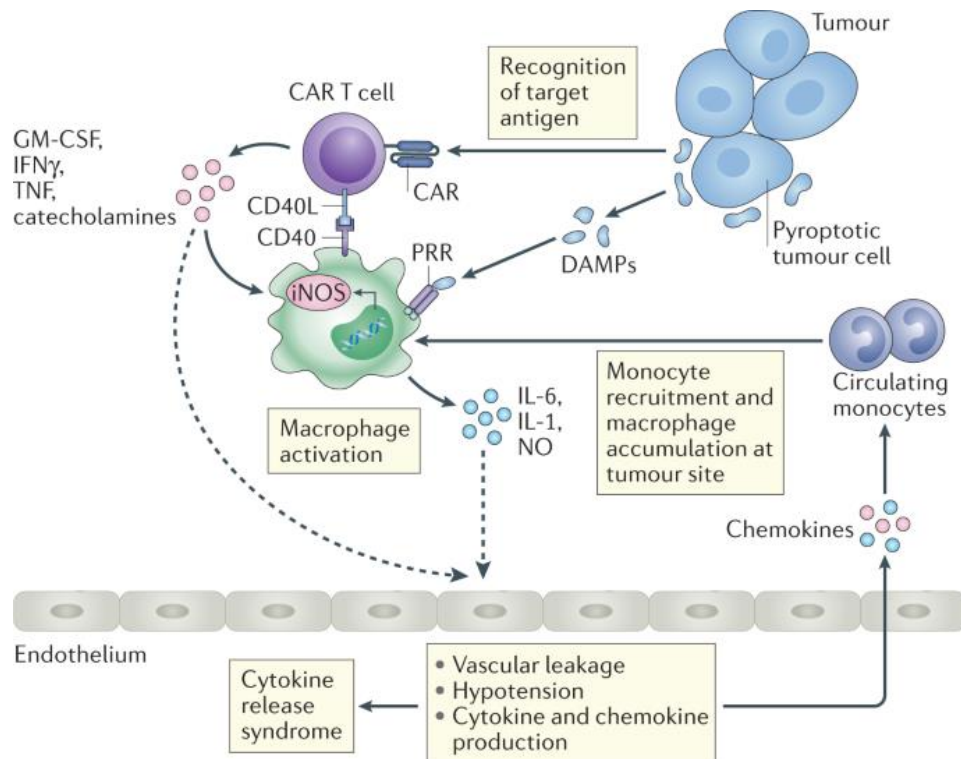 Tumour
Recognition
of target
antigen
CAR T cell
GM-CSF,
IFNγ,
TNF,
catecholamines
CAR
CD40L
CD40
PRR
DAMPs
Pyroptotic
tumour cell
iNOS
Circulating
monocytes
Monocyte
recruitment and
macrophage
accumulation at
tumour site
IL-6,
IL-1,
NO
Macrophage
activation
Chemokines
Endothelium
Cytokine
release
syndrome
• Vascular leakage
• Hypotension
• Cytokine and chemokine
production